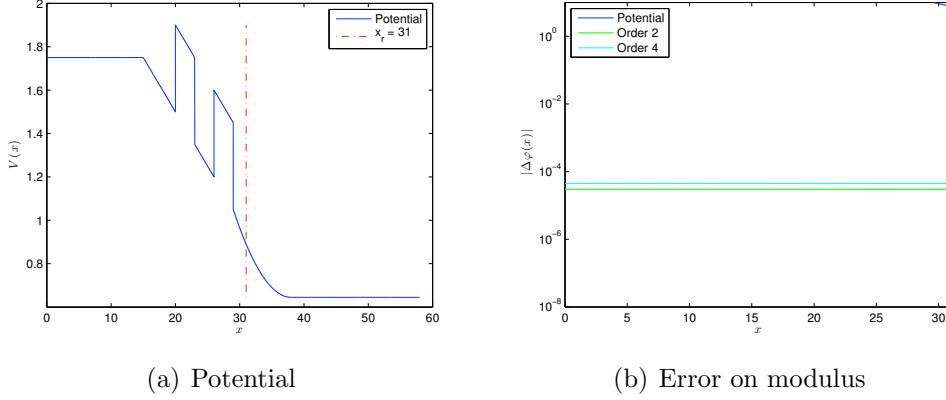 2
1.8
1.6
1.4
1.2
1
0.8
0 10 20 30 40 50 60
x
V(x)
Potential
x_r = 31
(a) Potential
10^0
10^-2
10^-4
10^-6
10^-8
0 5 10 15 20 25 30
x
|Δφ(x)|
Potential
Order 2
Order 4
(b) Error on modulus